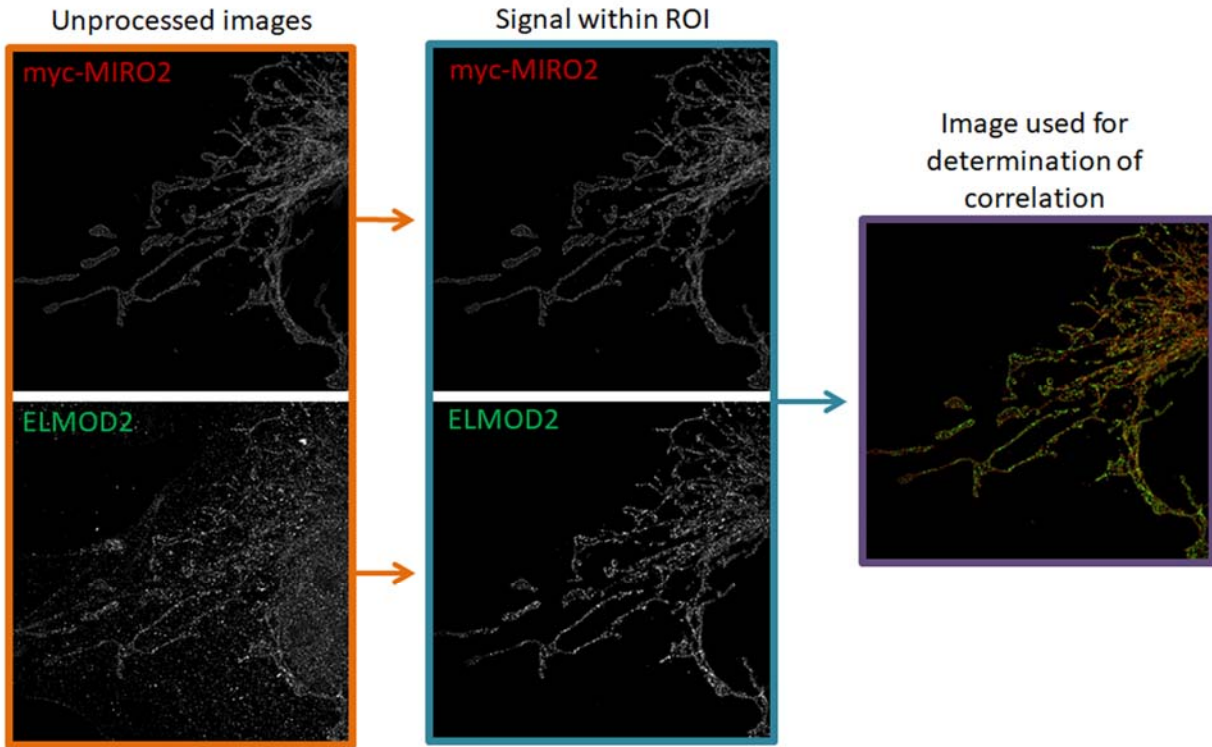 Unprocessed images
myc-MIRO2
ELMOD2
Signal within ROI
myc-MIRO2
ELMOD2
Image used for
determination of
correlation